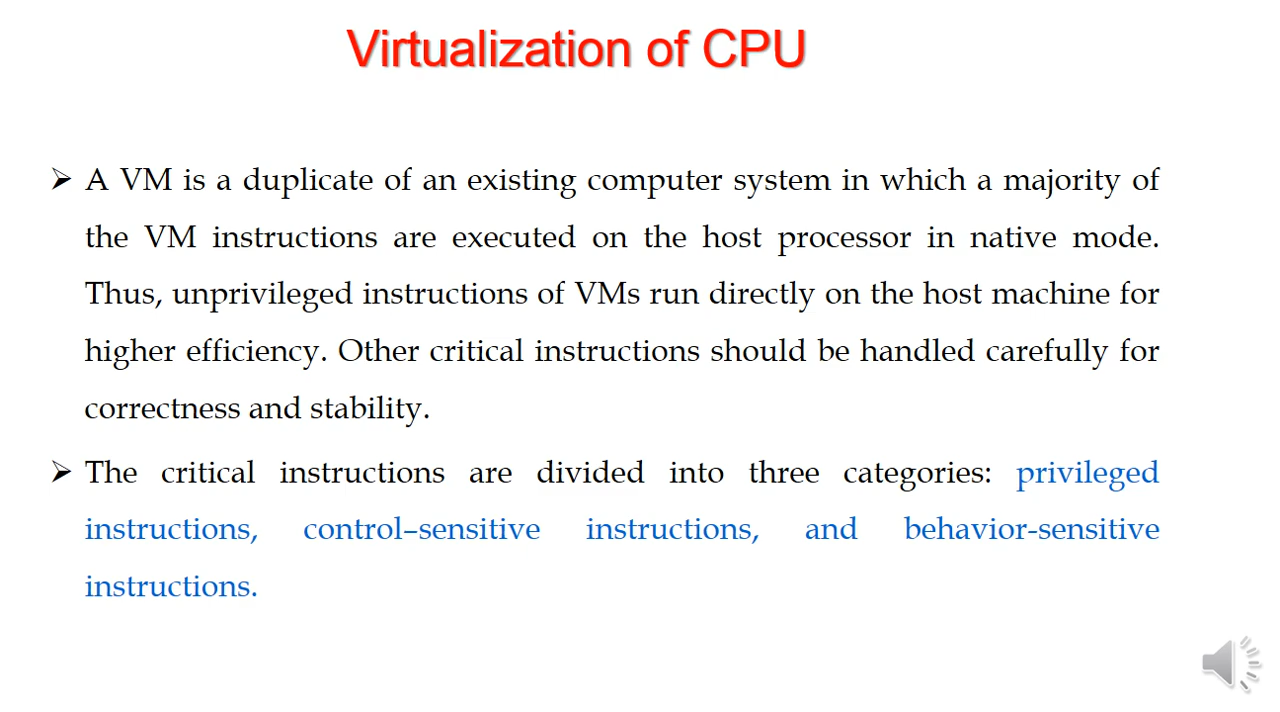 Virtualization of CPU
➢ A VM is a duplicate of an existing computer system in which a majority of
the VM instructions are executed on the host processor in native mode.
Thus, unprivileged instructions of VMs run directly on the host machine for
higher efficiency. Other critical instructions should be handled carefully for
correctness and stability.
➢ The critical instructions are divided into three categories: privileged
instructions, control–sensitive instructions, and behavior-sensitive
instructions.